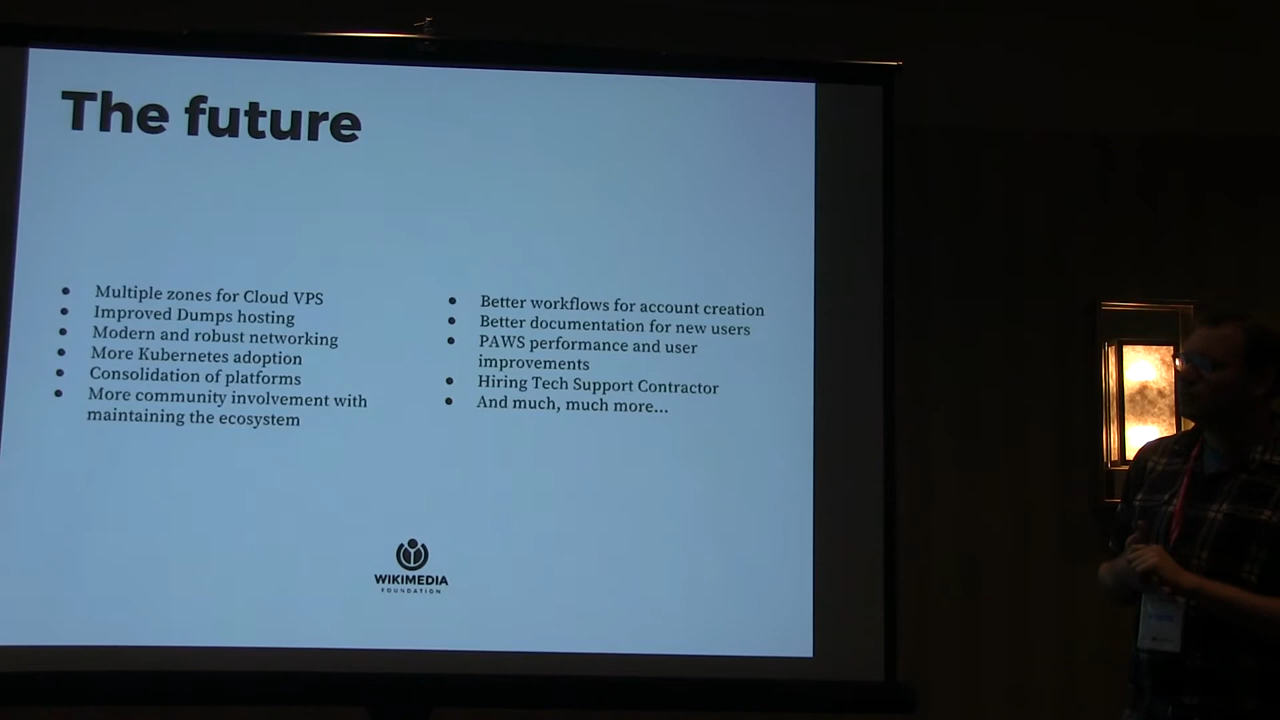 The future
• Multiple zones for Cloud VPS
• Improved Dumps hosting
• Modern and robust networking
• More Kubernetes adoption
• Consolidation of platforms
• More community involvement with
maintaining the ecosystem
• Better workflows for account creation
• Better documentation for new users
• PAWS performance and user
improvements
• Hiring Tech Support Contractor
• And much, much more...
WIKIMEDIA
FOUNDATION